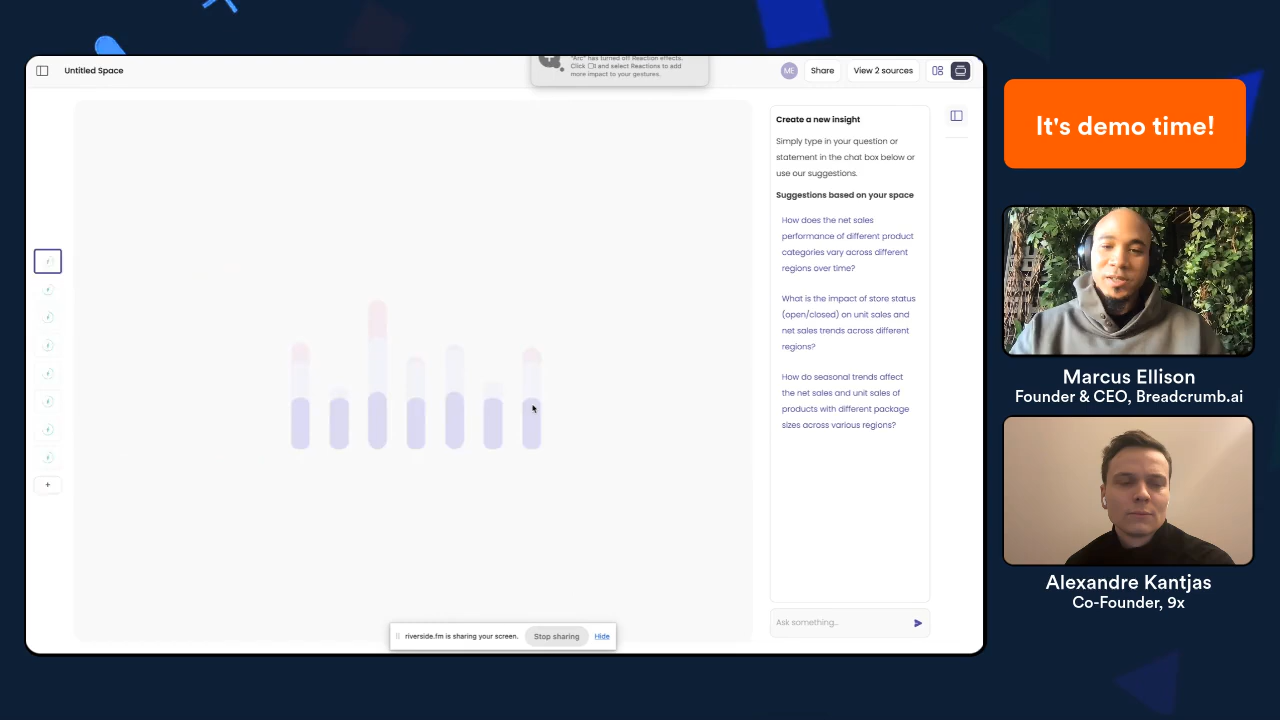 Untitled Space
"Arc" has turned off Reaction effects.
Click and select Reactions to add
more impact to your gestures.
ME
Share
View 2 sources
Create a new insight
Simply type in your question or
statement in the chat box below or
use our suggestions.
Suggestions based on your space
How does the net sales
performance of different product
categories vary across different
regions over time?
What is the impact of store status
(open/closed) on unit sales and
net sales trends across different
regions?
How do seasonal trends affect
the net sales and unit sales of
products with different package
sizes across various regions?
+
Ask something...
riverside.fm is sharing your screen.
Stop sharing
Hide
It's demo time!
Marcus Ellison
Founder & CEO, Breadcrumb.ai
Alexandre Kantjas
Co-Founder, 9x